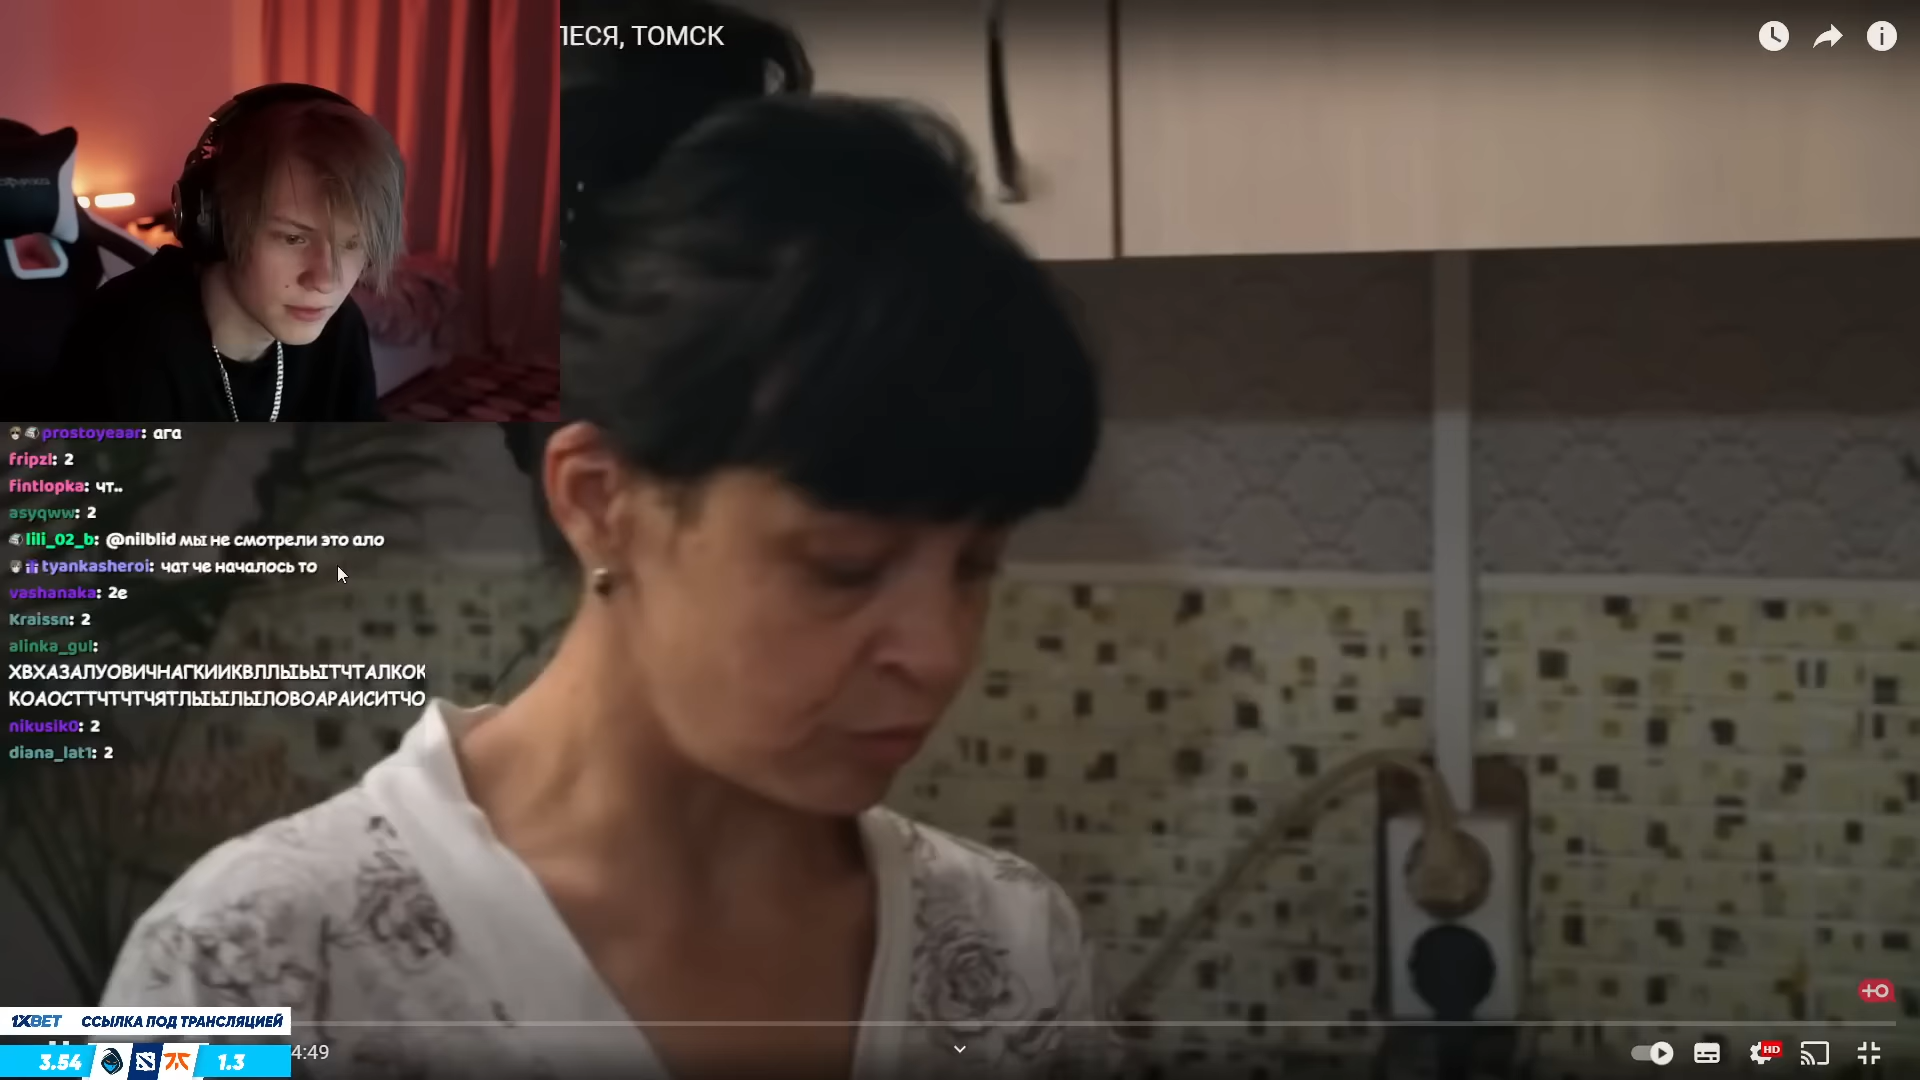 ЛЕСЯ, ТОМСК
prostoyeaar: ага
fripzl: 2
fintlopka: чт..
asyqww: 2
lili_02_b: @nilblid мы не смотрели это ало
tyankasheroi: чат че началось то
vashanaka: 2е
Kraissn: 2
alinka_gul:
ХВХАЗАЛУОВИЧНАГКИИКВЛЛЫЬЫТЧТАЛКОК
КОАОСТТЧТЧТЧЯТЛЫЫЛЫЛОВОАРАИСИТЧО
nikusik0: 2
diana_lat1: 2
Ю
1XBET ССЫЛКА ПОД ТРАНСЛЯЦИЕЙ
3.54 1.3
4:49
HD